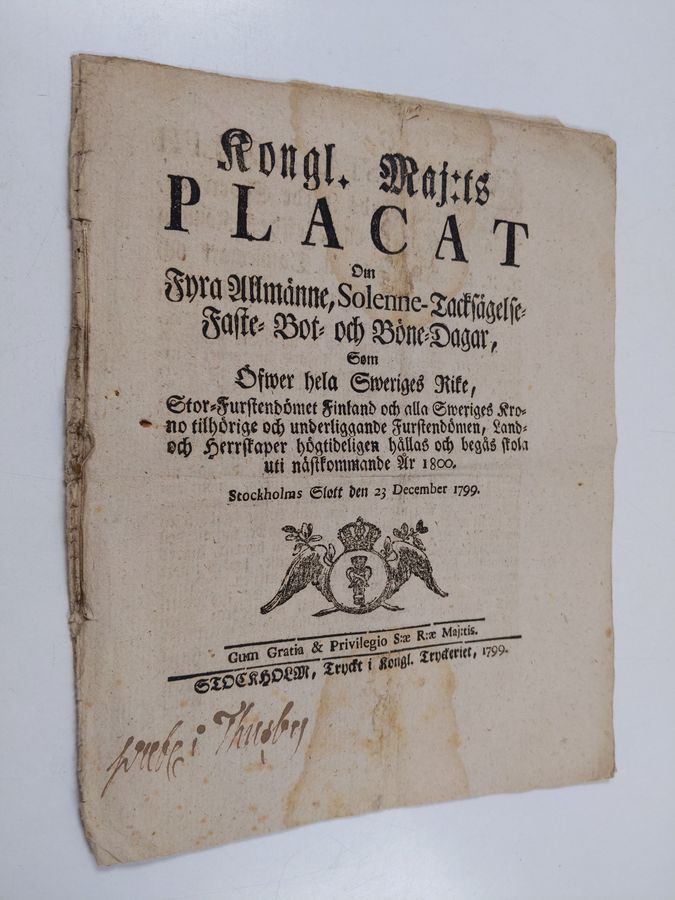 Kongl. Maj:ts
PLACAT
Om
Fyra Allmänne, Solenne-Tacksägelse-
Faste- Bot- och Böne-Dagar,
Som
Öfwer hela Sweriges Rike,
Stor-Furstendömet Finland och alla Sweriges Kro-
no tilhörige och underliggande Furstendömen, Land-
och Herrskaper högtideligen hållas och begås skola
uti nästkommande År 1800.
Stockholms Slott den 23 December 1799.
Cum Gratia & Privilegio S:æ R:æ Maj:tis.
STOCKHOLM, Tryckt i Kongl. Tryckeriet, 1799.
i Thusby